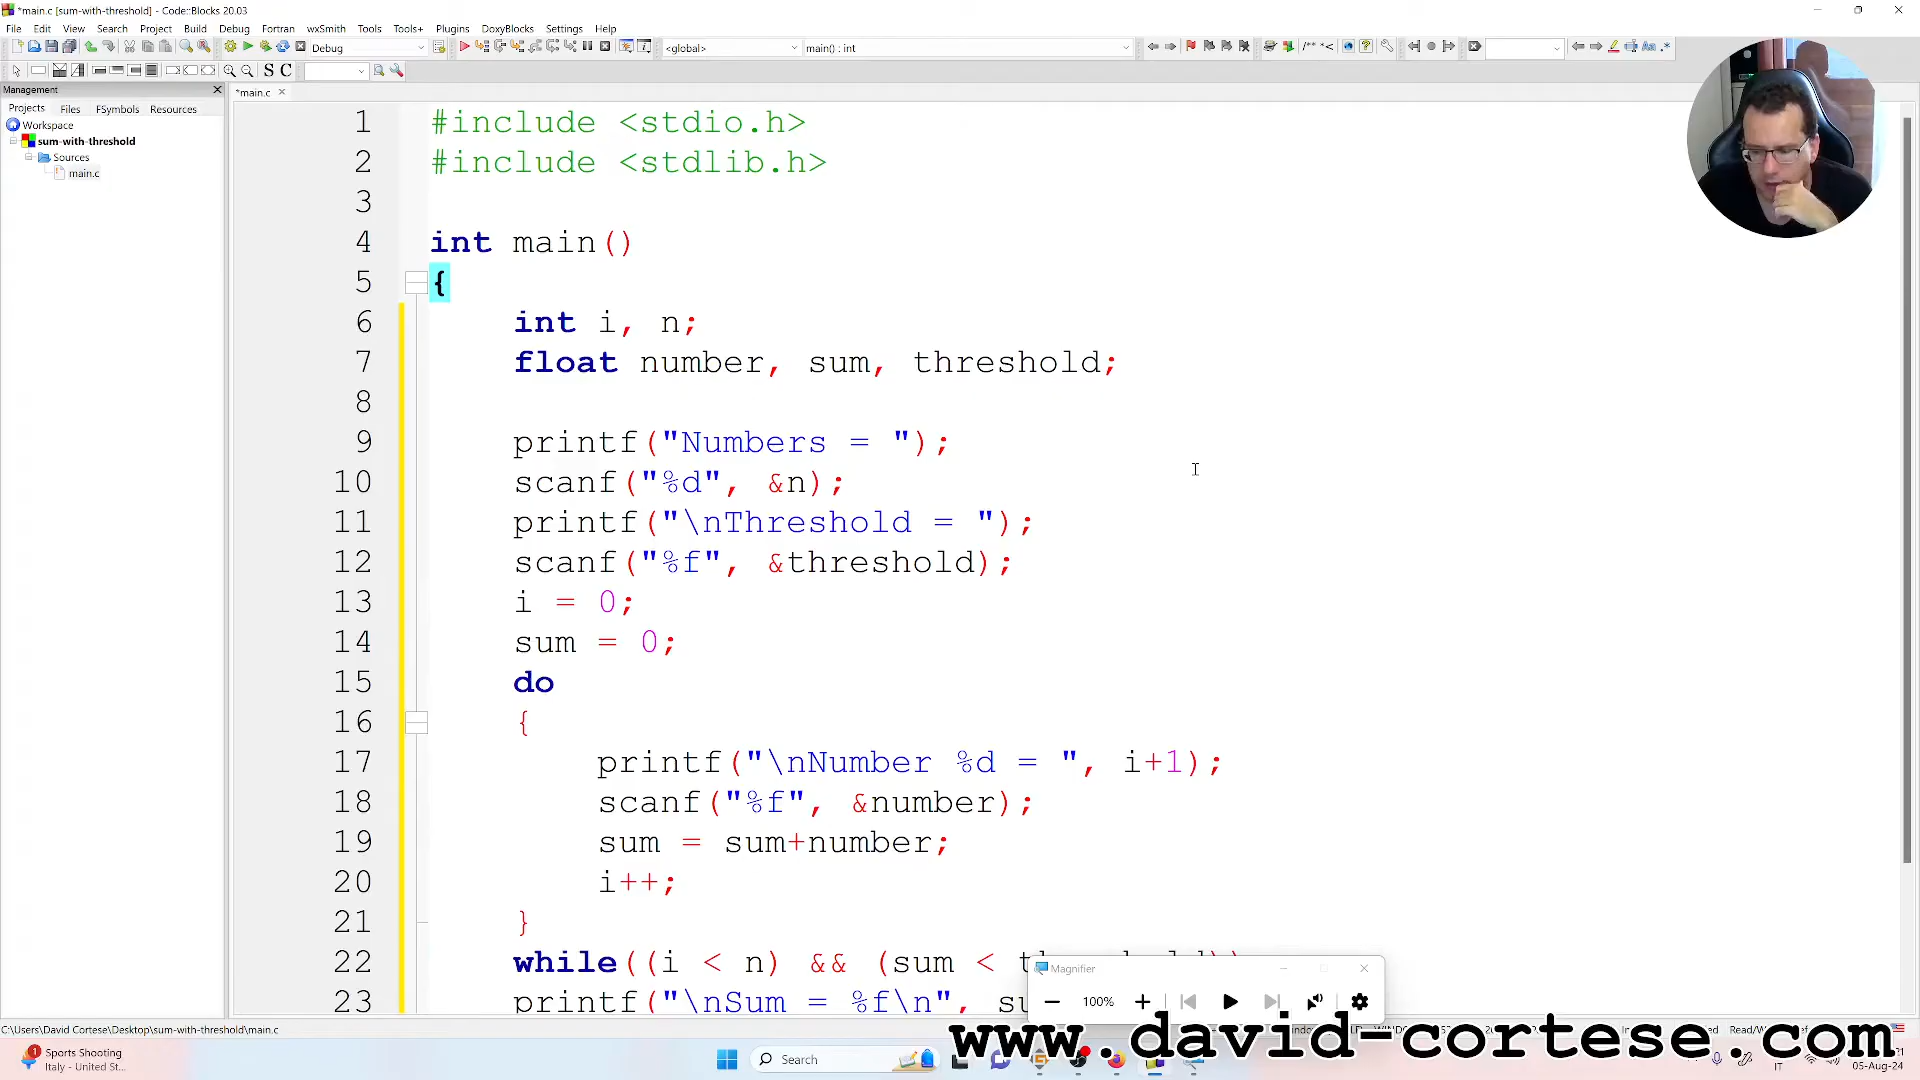 *main.c [sum-with-threshold] - Code::Blocks 20.03
File Edit View Search Project Build Debug Fortran wxSmith Tools Tools+ Plugins DoxyBlocks Settings Help
Debug <global> main() : int
S C
Management
Projects Files FSymbols Resources
Workspace
sum-with-threshold
Sources
main.c
*main.c
1 #include <stdio.h>
2 #include <stdlib.h>
3
4 int main()
5 {
6 int i, n;
7 float number, sum, threshold;
8
9 printf("Numbers = ");
10 scanf("%d", &n);
11 printf("\nThreshold = ");
12 scanf("%f", &threshold);
13 i = 0;
14 sum = 0;
15 do
16 {
17 printf("\nNumber %d = ", i+1);
18 scanf("%f", &number);
19 sum = sum+number;
20 i++;
21 }
22 while((i < n) && (sum <
23 printf("\nSum = %f\n",
Magnifier
100%
C:\Users\David Cortese\Desktop\sum-with-threshold\main.c
www.david-cortese.com
1
Sports Shooting
Italy - United St...
Search
IT
05-Aug-24